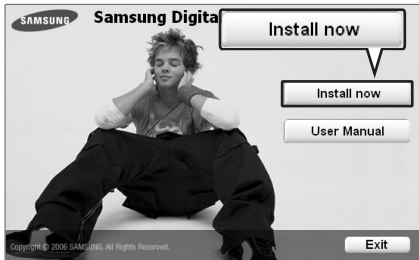 SAMSUNG
Samsung Digita
Install now
Install now
User Manual
Copyright © 2006 SAMSUNG. All Rights Reserved.
Exit